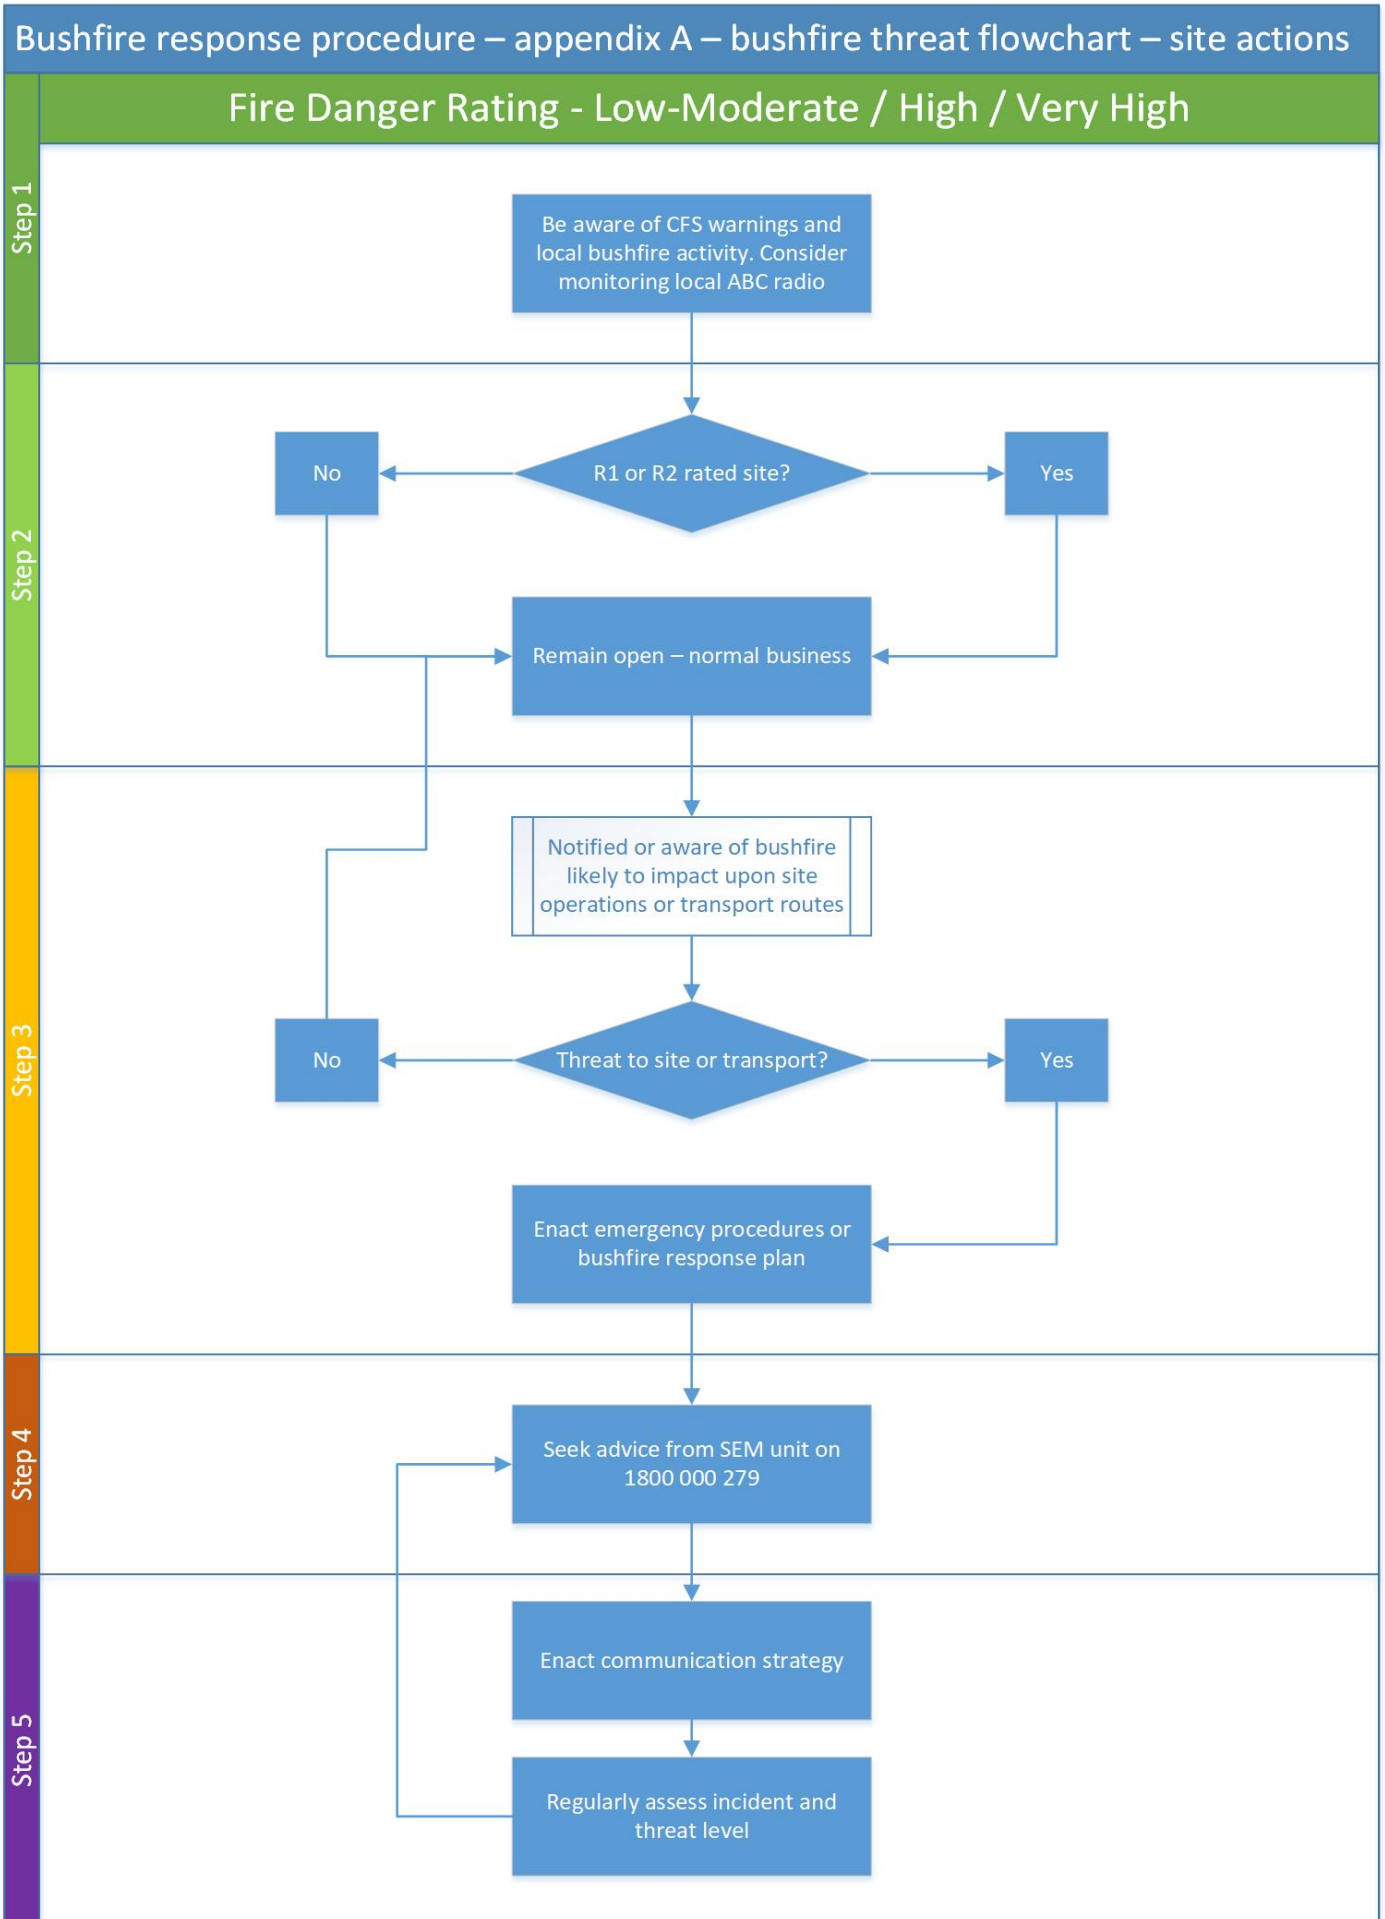 Bushfire response procedure – appendix A – bushfire threat flowchart – site actions
Fire Danger Rating - Low-Moderate / High / Very High
Step 1
Be aware of CFS warnings and
local bushfire activity. Consider
monitoring local ABC radio
Step 2
No
R1 or R2 rated site?
Yes
Remain open – normal business
Step 3
Notified or aware of bushfire
likely to impact upon site
operations or transport routes
No
Threat to site or transport?
Yes
Enact emergency procedures or
bushfire response plan
Step 4
Seek advice from SEM unit on
1800 000 279
Step 5
Enact communication strategy
Regularly assess incident and
threat level